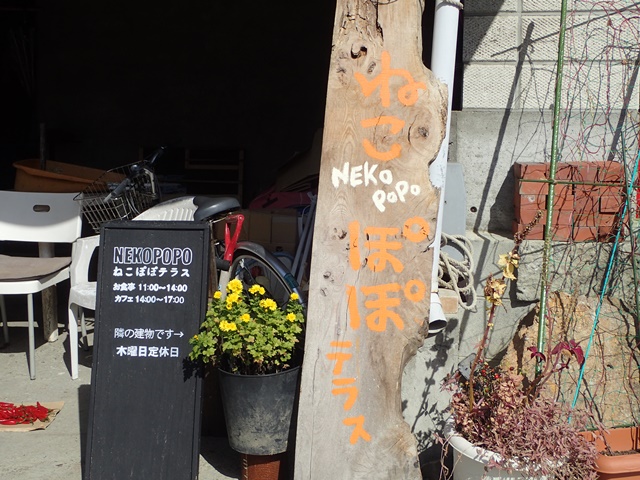 NEKOPOPO
ねこぽぽテラス
お食事 11:00〜14:00
カフェ 14:00〜17:00
隣の建物です→
木曜日定休日
ねこ
NEKO
POPO
ぽぽ
テラス